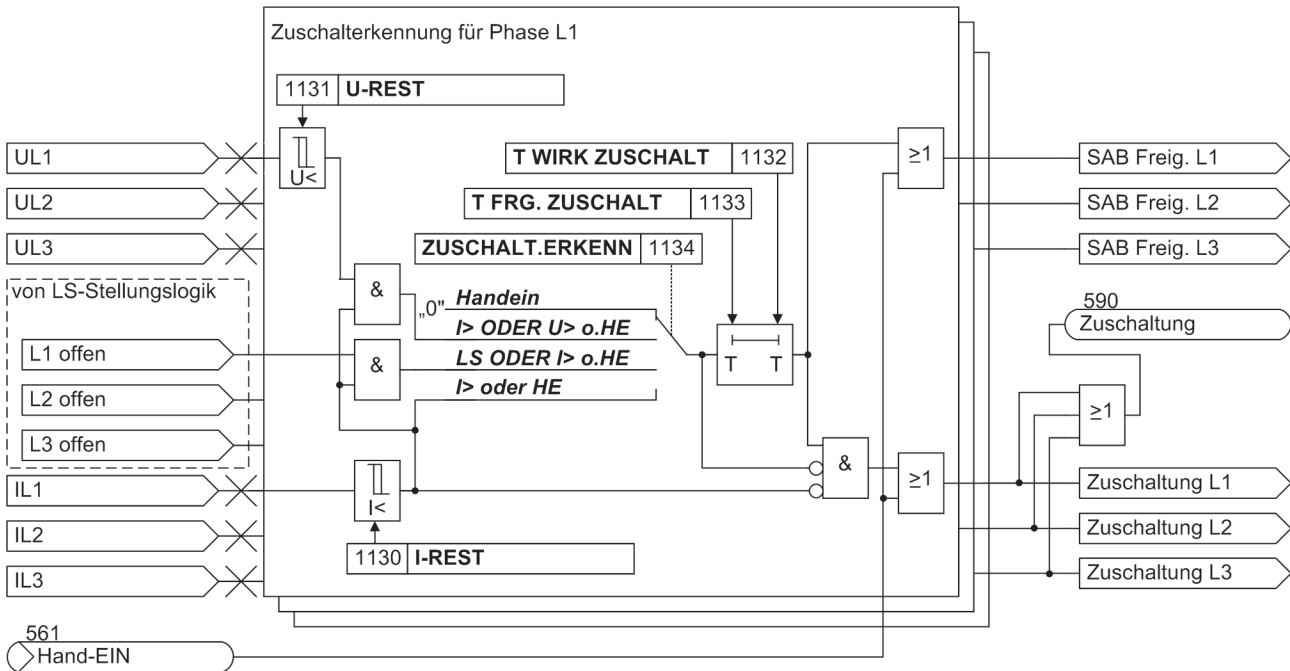 Zuschalterkennung für Phase L1
1131 U-REST
UL1
U<
T WIRK ZUSCHALT 1132
≥1
SAB Freig. L1
UL2
T FRG. ZUSCHALT 1133
SAB Freig. L2
UL3
ZUSCHALT.ERKENN 1134
SAB Freig. L3
von LS-Stellungslogik
&
„0"
Handein
590
Zuschaltung
I> ODER U> o.HE
L1 offen
&
LS ODER I> o.HE
T T
I> oder HE
L2 offen
≥1
L3 offen
&
IL1
I<
≥1
Zuschaltung L1
IL2
Zuschaltung L2
1130 I-REST
IL3
Zuschaltung L3
561
Hand-EIN